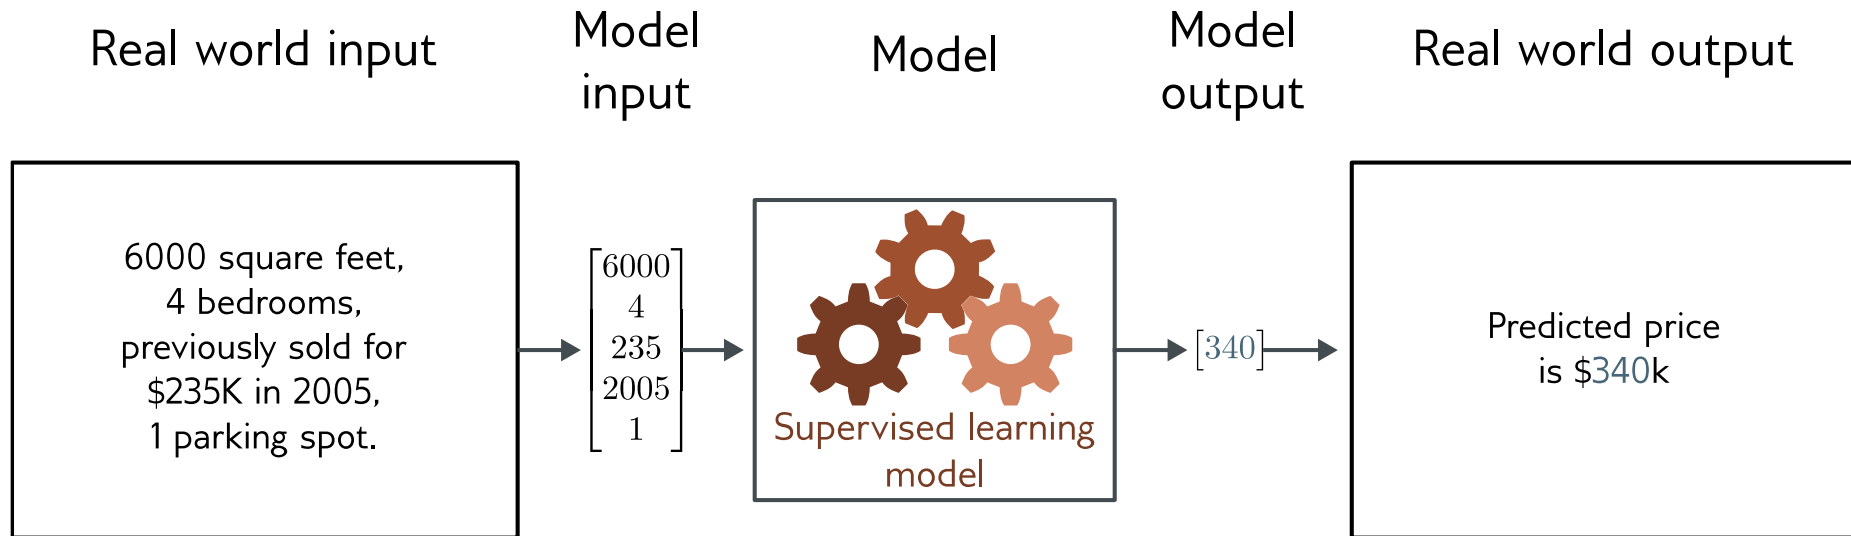 Real world input
Model
input
Model
Model
output
Real world output
6000 square feet,
4 bedrooms,
previously sold for
$235K in 2005,
1 parking spot.
6000
4
235
2005
1
Supervised learning
model
[340]
Predicted price
is $340k